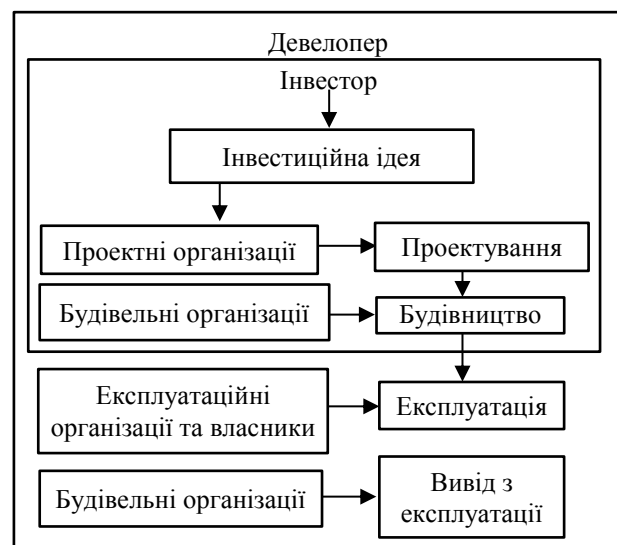 Девелопер
Інвестор
Інвестиційна ідея
Проектні організації
Проектування
Будівельні організації
Будівництво
Експлуатаційні
організації та власники
Експлуатація
Будівельні організації
Вивід з
експлуатації